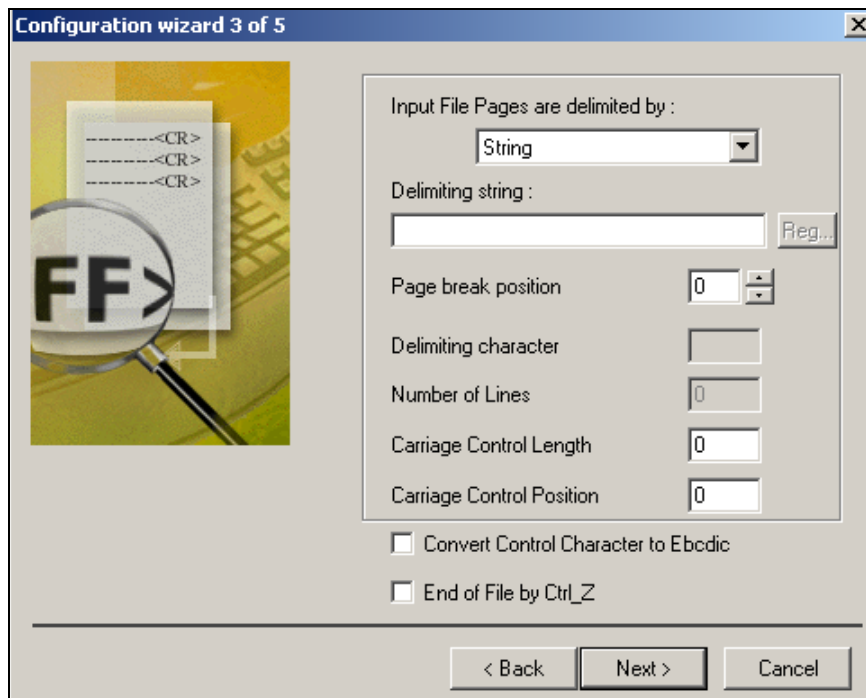 Configuration wizard 3 of 5
----------<CR>
----------<CR>
----------<CR>
FF>
Input File Pages are delimited by :
String
Delimiting string :
Reg...
Page break position 0
Delimiting character
Number of Lines 0
Carriage Control Length 0
Carriage Control Position 0
Convert Control Character to Ebcdic
End of File by Ctrl_Z
< Back Next > Cancel